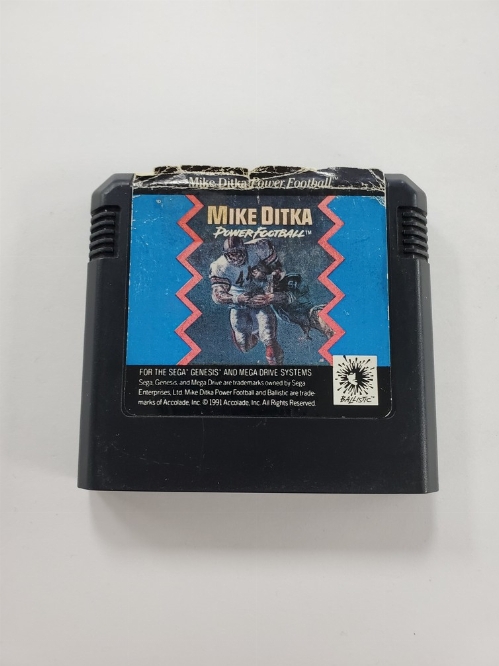 Mike Ditka Power Football
MIKE DITKA
POWER FOOTBALL™
FOR THE SEGA® GENESIS® AND MEGA DRIVE SYSTEMS
Sega, Genesis, and Mega Drive are trademarks owned by Sega
Enterprises, Ltd. Mike Ditka Power Football and Ballistic are trade-
marks of Accolade, Inc. © 1991 Accolade, Inc. All Rights Reserved.
BALLISTIC™